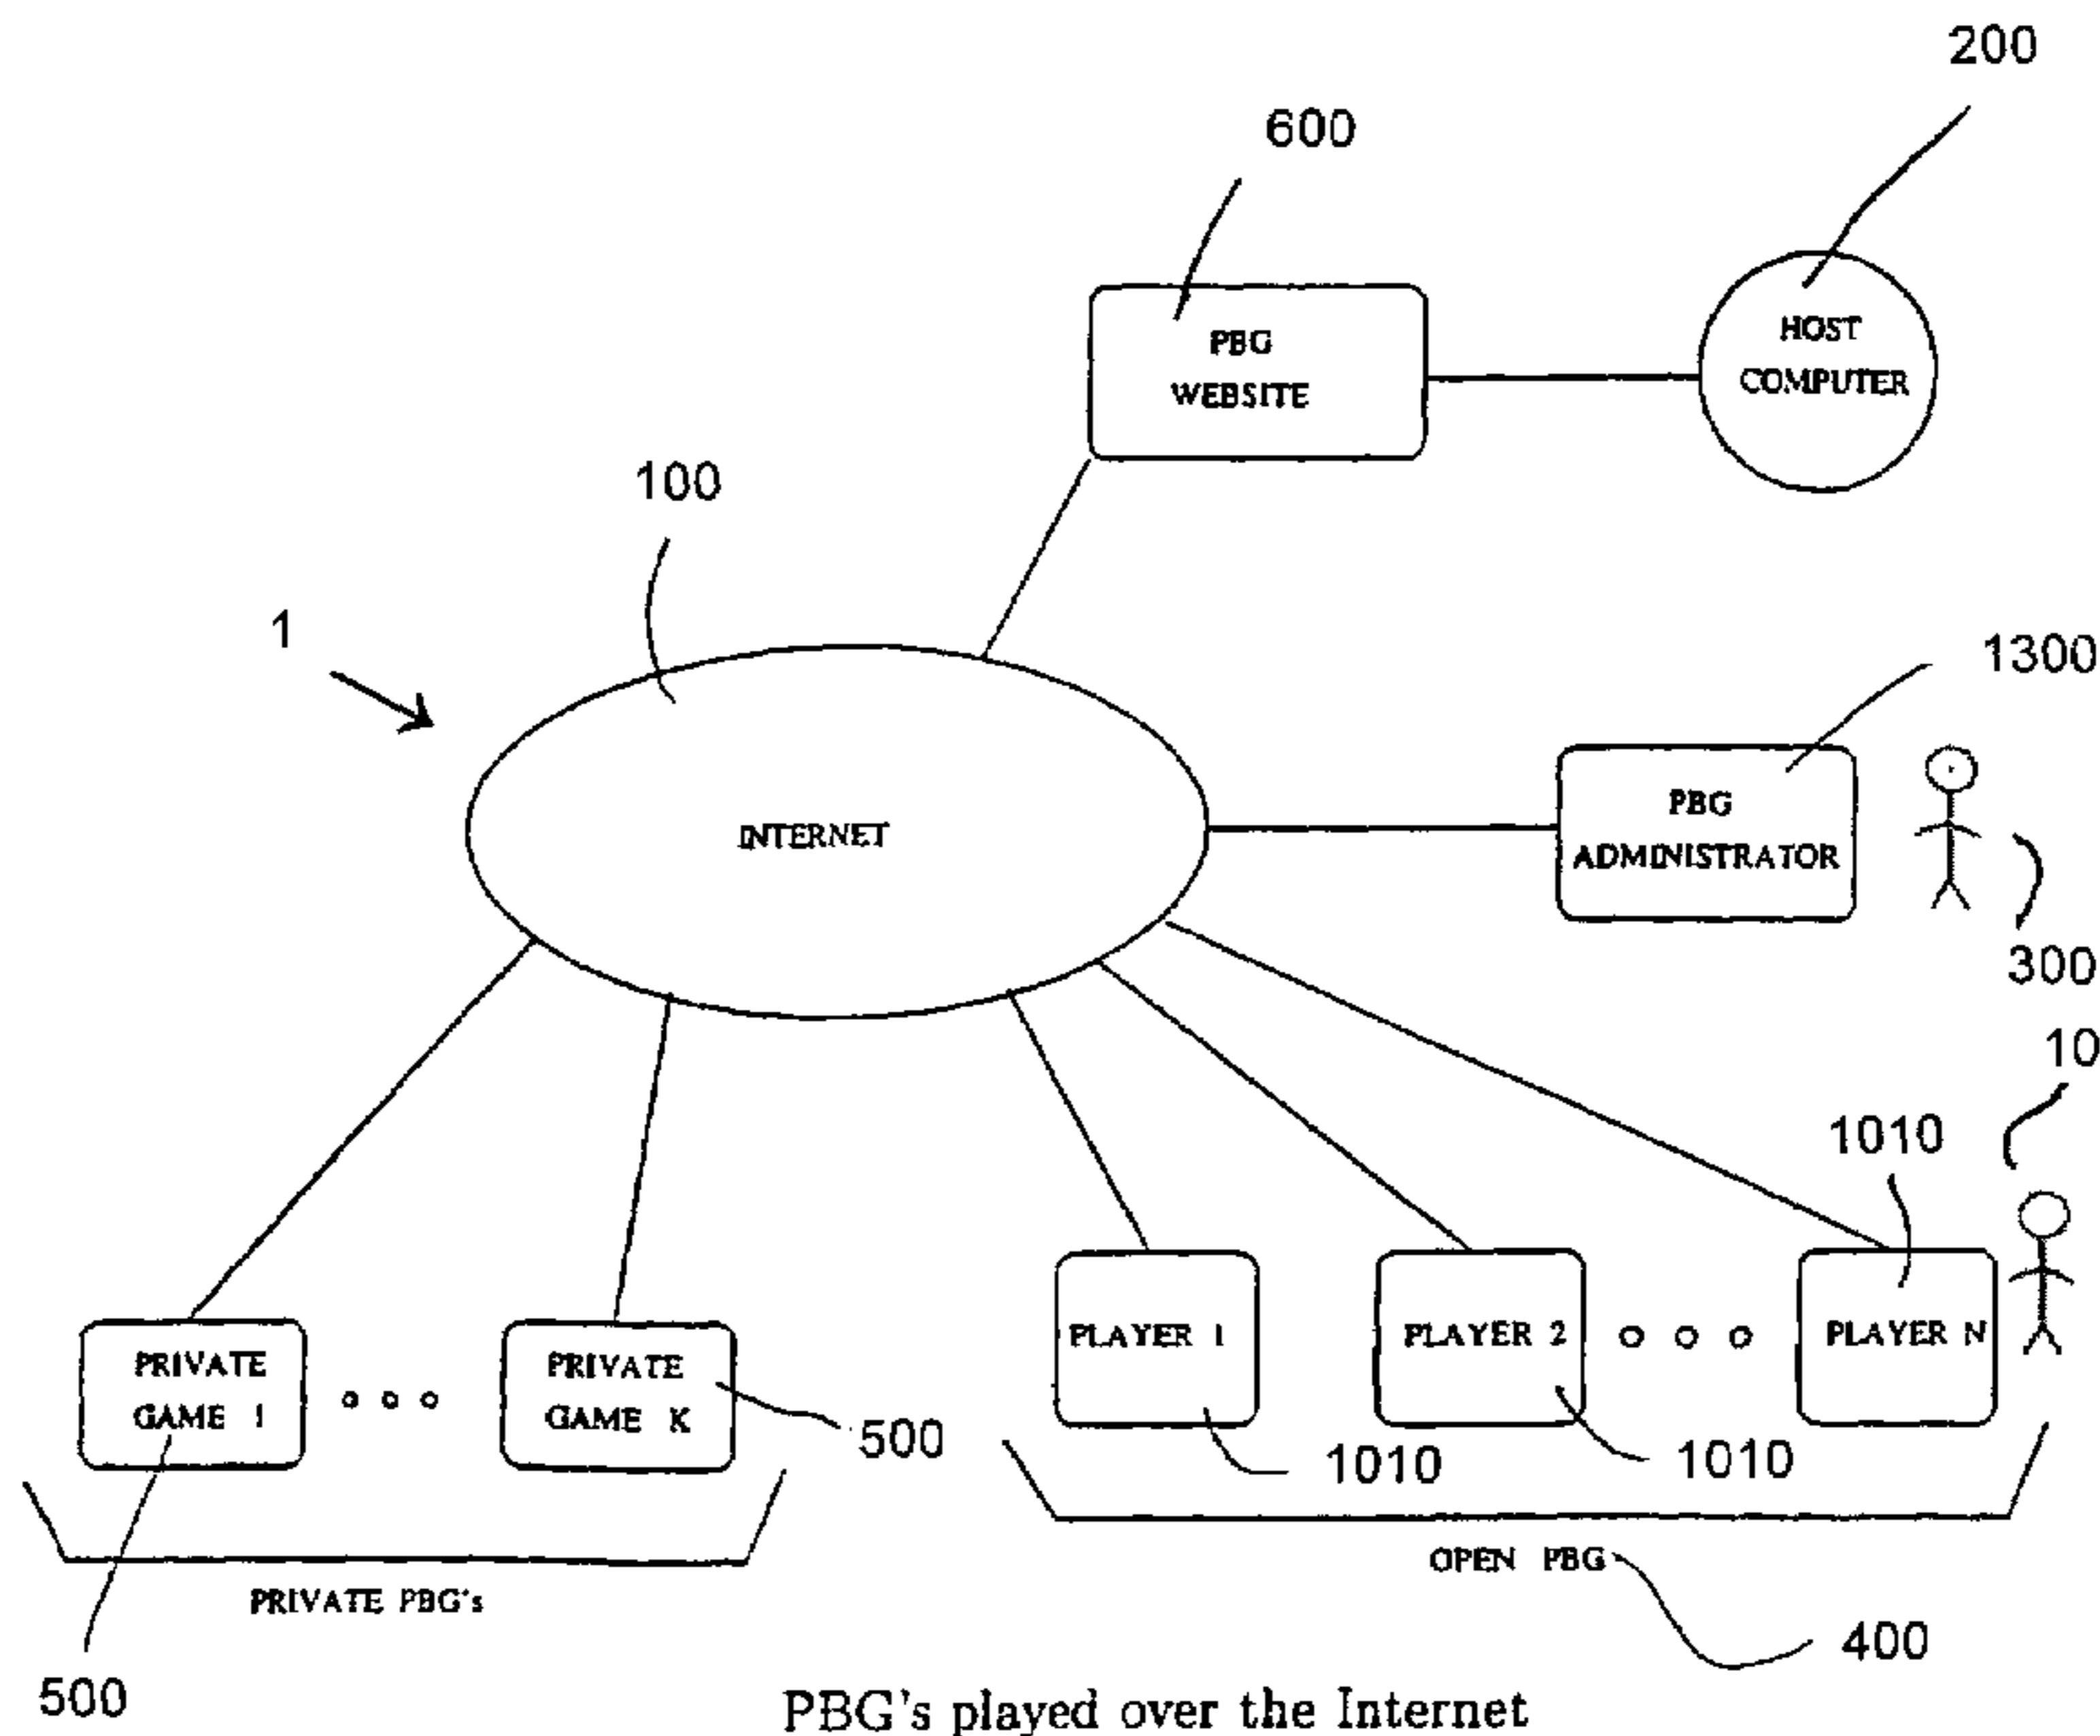 200
600
HOST
COMPUTER
PBG
WEBSITE
100
1
1300
PBG
ADMINISTRATOR
INTERNET
300
10
1010
PLAYER 1
PLAYER 2
PLAYER N
PRIVATE
GAME 1
PRIVATE
GAME K
500
1010
1010
OPEN PBG
PRIVATE PBG's
400
500
PBG's played over the Internet